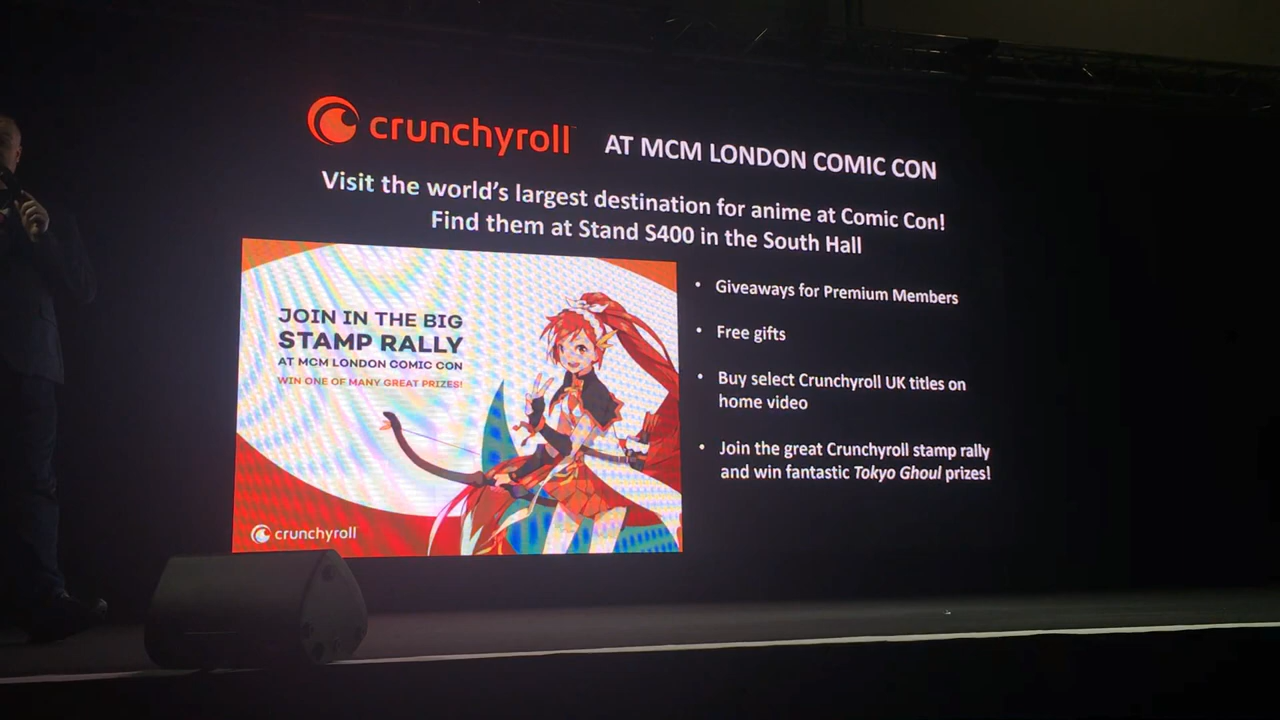 crunchyroll AT MCM LONDON COMIC CON
Visit the world's largest destination for anime at Comic Con!
Find them at Stand S400 in the South Hall
JOIN IN THE BIG
STAMP RALLY
AT MCM LONDON COMIC CON
WIN ONE OF MANY GREAT PRIZES!
crunchyroll
• Giveaways for Premium Members
• Free gifts
• Buy select Crunchyroll UK titles on
home video
• Join the great Crunchyroll stamp rally
and win fantastic Tokyo Ghoul prizes!